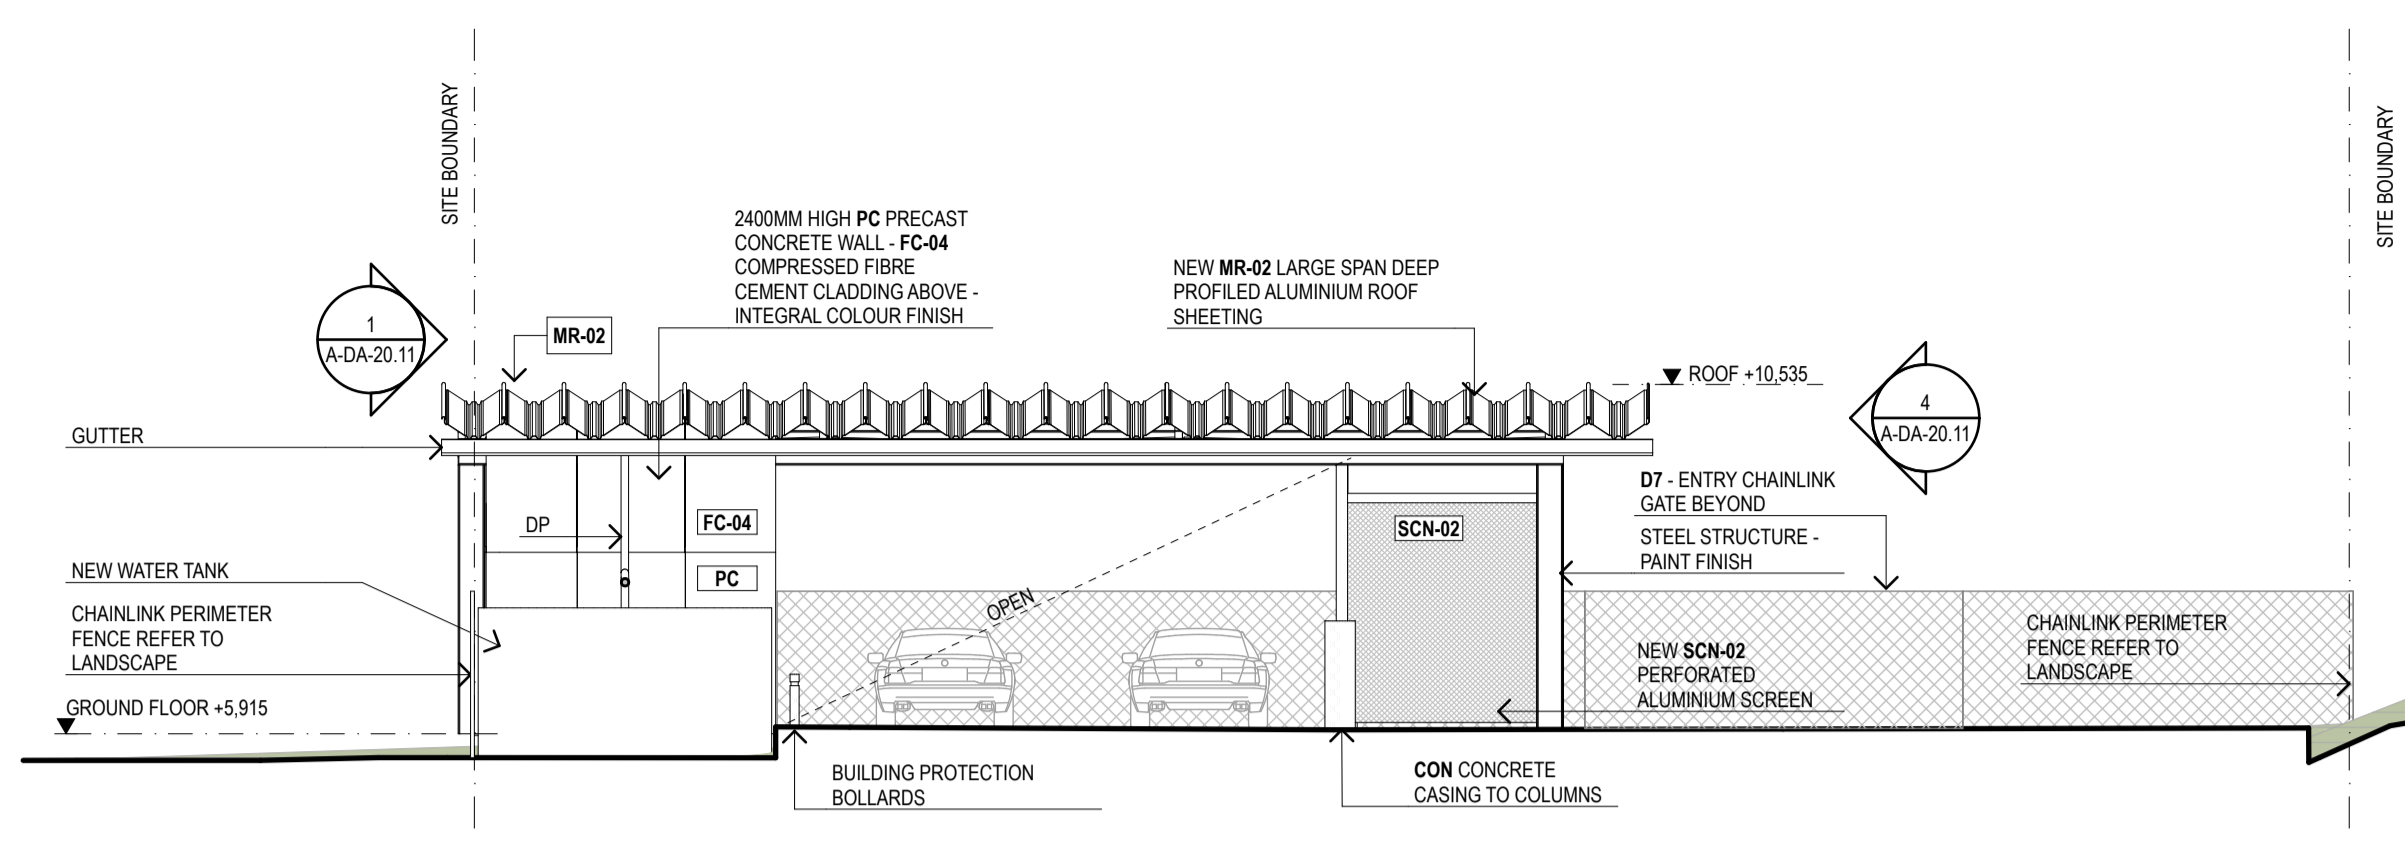 SITE BOUNDARY
SITE BOUNDARY
2400MM HIGH PC PRECAST
CONCRETE WALL - FC-04
COMPRESSED FIBRE
CEMENT CLADDING ABOVE -
INTEGRAL COLOUR FINISH
NEW MR-02 LARGE SPAN DEEP
PROFILED ALUMINIUM ROOF
SHEETING
1
A-DA-20.11
MR-02
ROOF +10,535
4
A-DA-20.11
GUTTER
D7 - ENTRY CHAINLINK
GATE BEYOND
DP
FC-04
SCN-02
STEEL STRUCTURE -
PAINT FINISH
NEW WATER TANK
PC
CHAINLINK PERIMETER
FENCE REFER TO
LANDSCAPE
OPEN
NEW SCN-02
PERFORATED
ALUMINIUM SCREEN
CHAINLINK PERIMETER
FENCE REFER TO
LANDSCAPE
GROUND FLOOR +5,915
BUILDING PROTECTION
BOLLARDS
CON CONCRETE
CASING TO COLUMNS